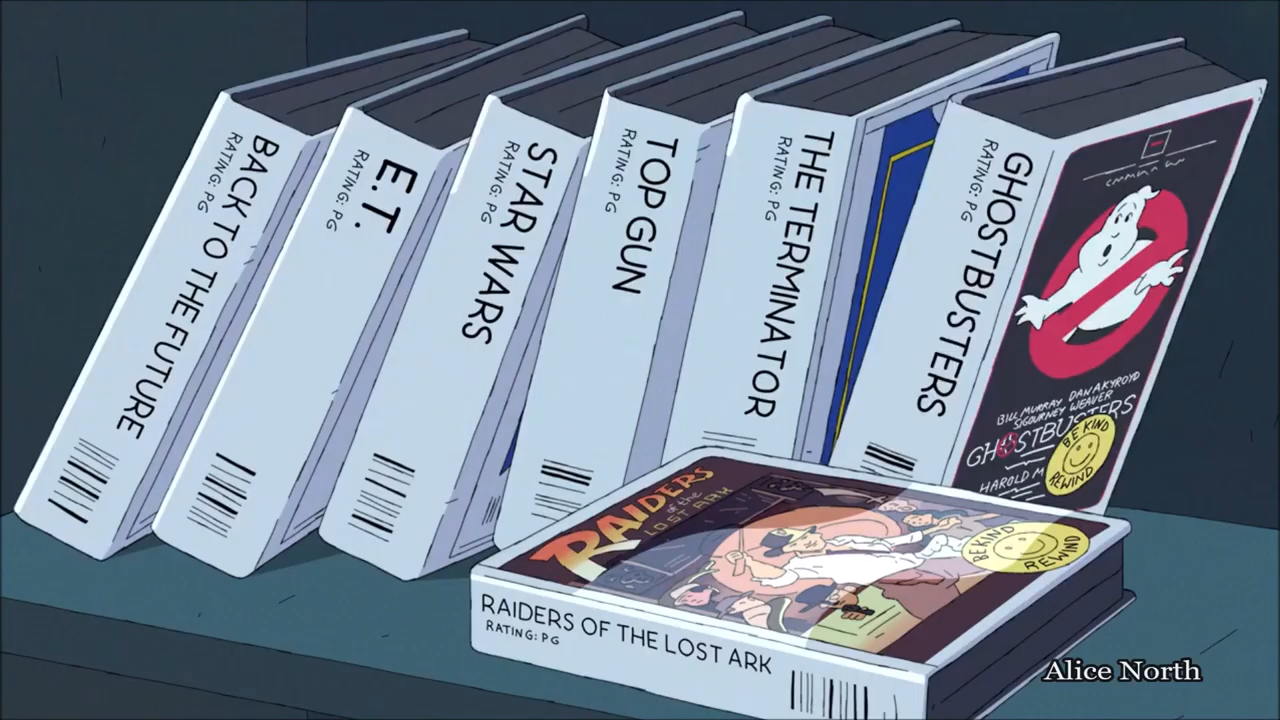 BACK TO THE FUTURE
RATING: PG
E.T.
RATING: PG
STAR WARS
RATING: PG
TOP GUN
RATING: PG
THE TERMINATOR
RATING: PG
GHOSTBUSTERS
RATING: PG
BILL MURRAY DAN AKYROYD
SIGOURNEY WEAVER
GHOSTBUSTERS
HAROLD
BE KIND
REWIND
RAIDERS
of the
LOST ARK
BE KIND
REWIND
RAIDERS OF THE LOST ARK
RATING: PG
Alice North